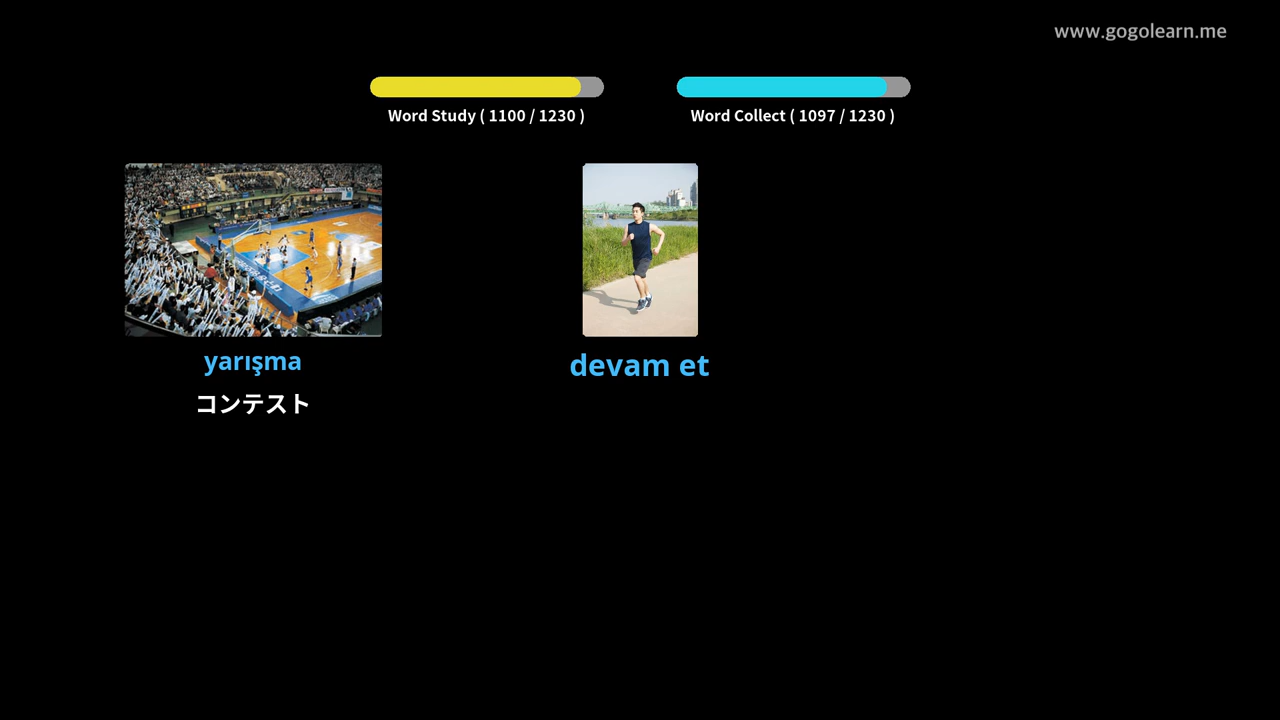 www.gogolearn.me
Word Study ( 1100 / 1230 )
Word Collect ( 1097 / 1230 )
yarışma
コンテスト
devam et